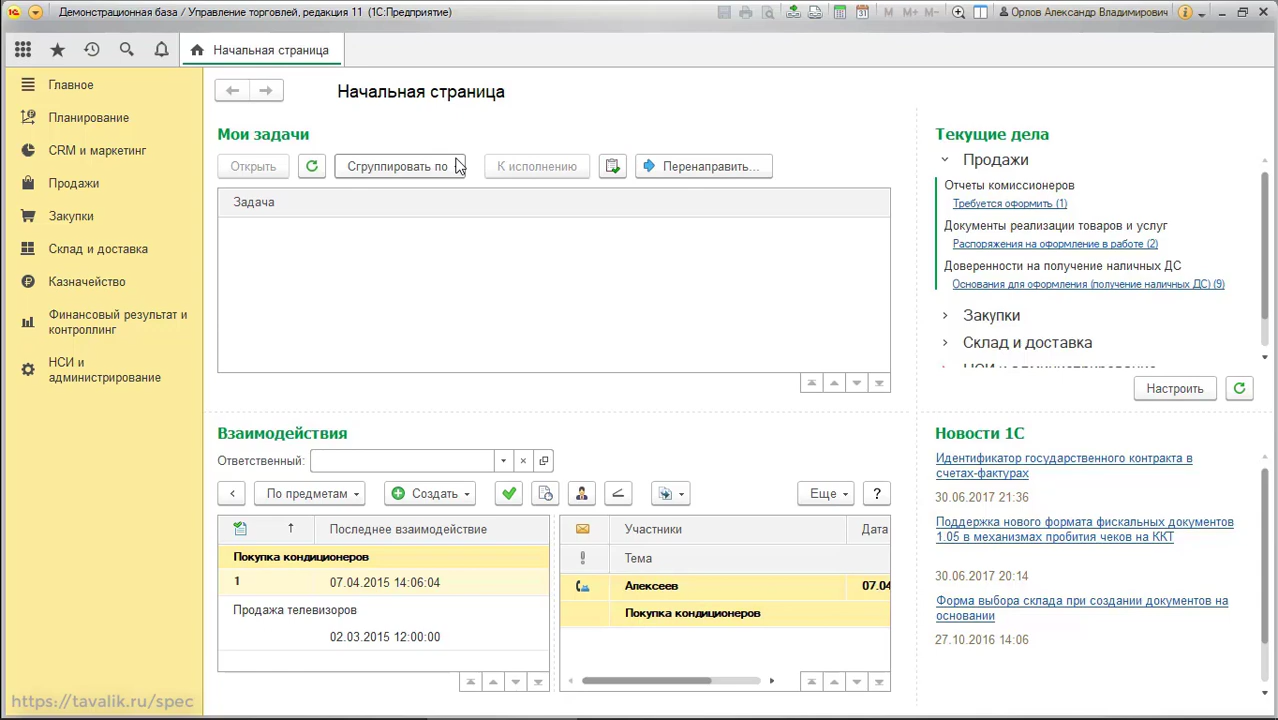 Демонстрационная база / Управление торговлей, редакция 11 (1С:Предприятие)
M M+ M-
Орлов Александр Владимирович
Начальная страница
Главное
Планирование
CRM и маркетинг
Продажи
Закупки
Склад и доставка
Казначейство
Финансовый результат и
контроллинг
НСИ и
администрирование
Начальная страница
Мои задачи
Открыть
Сгруппировать по
К исполнению
Перенаправить...
Задача
Взаимодействия
Ответственный:
По предметам
Создать
Еще
?
Последнее взаимодействие
Покупка кондиционеров
1 07.04.2015 14:06:04
Продажа телевизоров
02.03.2015 12:00:00
Участники
Дата
Тема
Алексеев
07.04
Покупка кондиционеров
Текущие дела
Продажи
Отчеты комиссионеров
Требуется оформить (1)
Документы реализации товаров и услуг
Распоряжения на оформление в работе (2)
Доверенности на получение наличных ДС
Основания для оформления (получение наличных ДС) (9)
Закупки
Склад и доставка
НСИ и администрирование
Настроить
Новости 1С
Идентификатор государственного контракта в
счетах-фактурах
30.06.2017 21:36
Поддержка нового формата фискальных документов
1.05 в механизмах пробития чеков на ККТ
30.06.2017 20:14
Форма выбора склада при создании документов на
основании
27.10.2016 14:06
https://tavalik.ru/spec